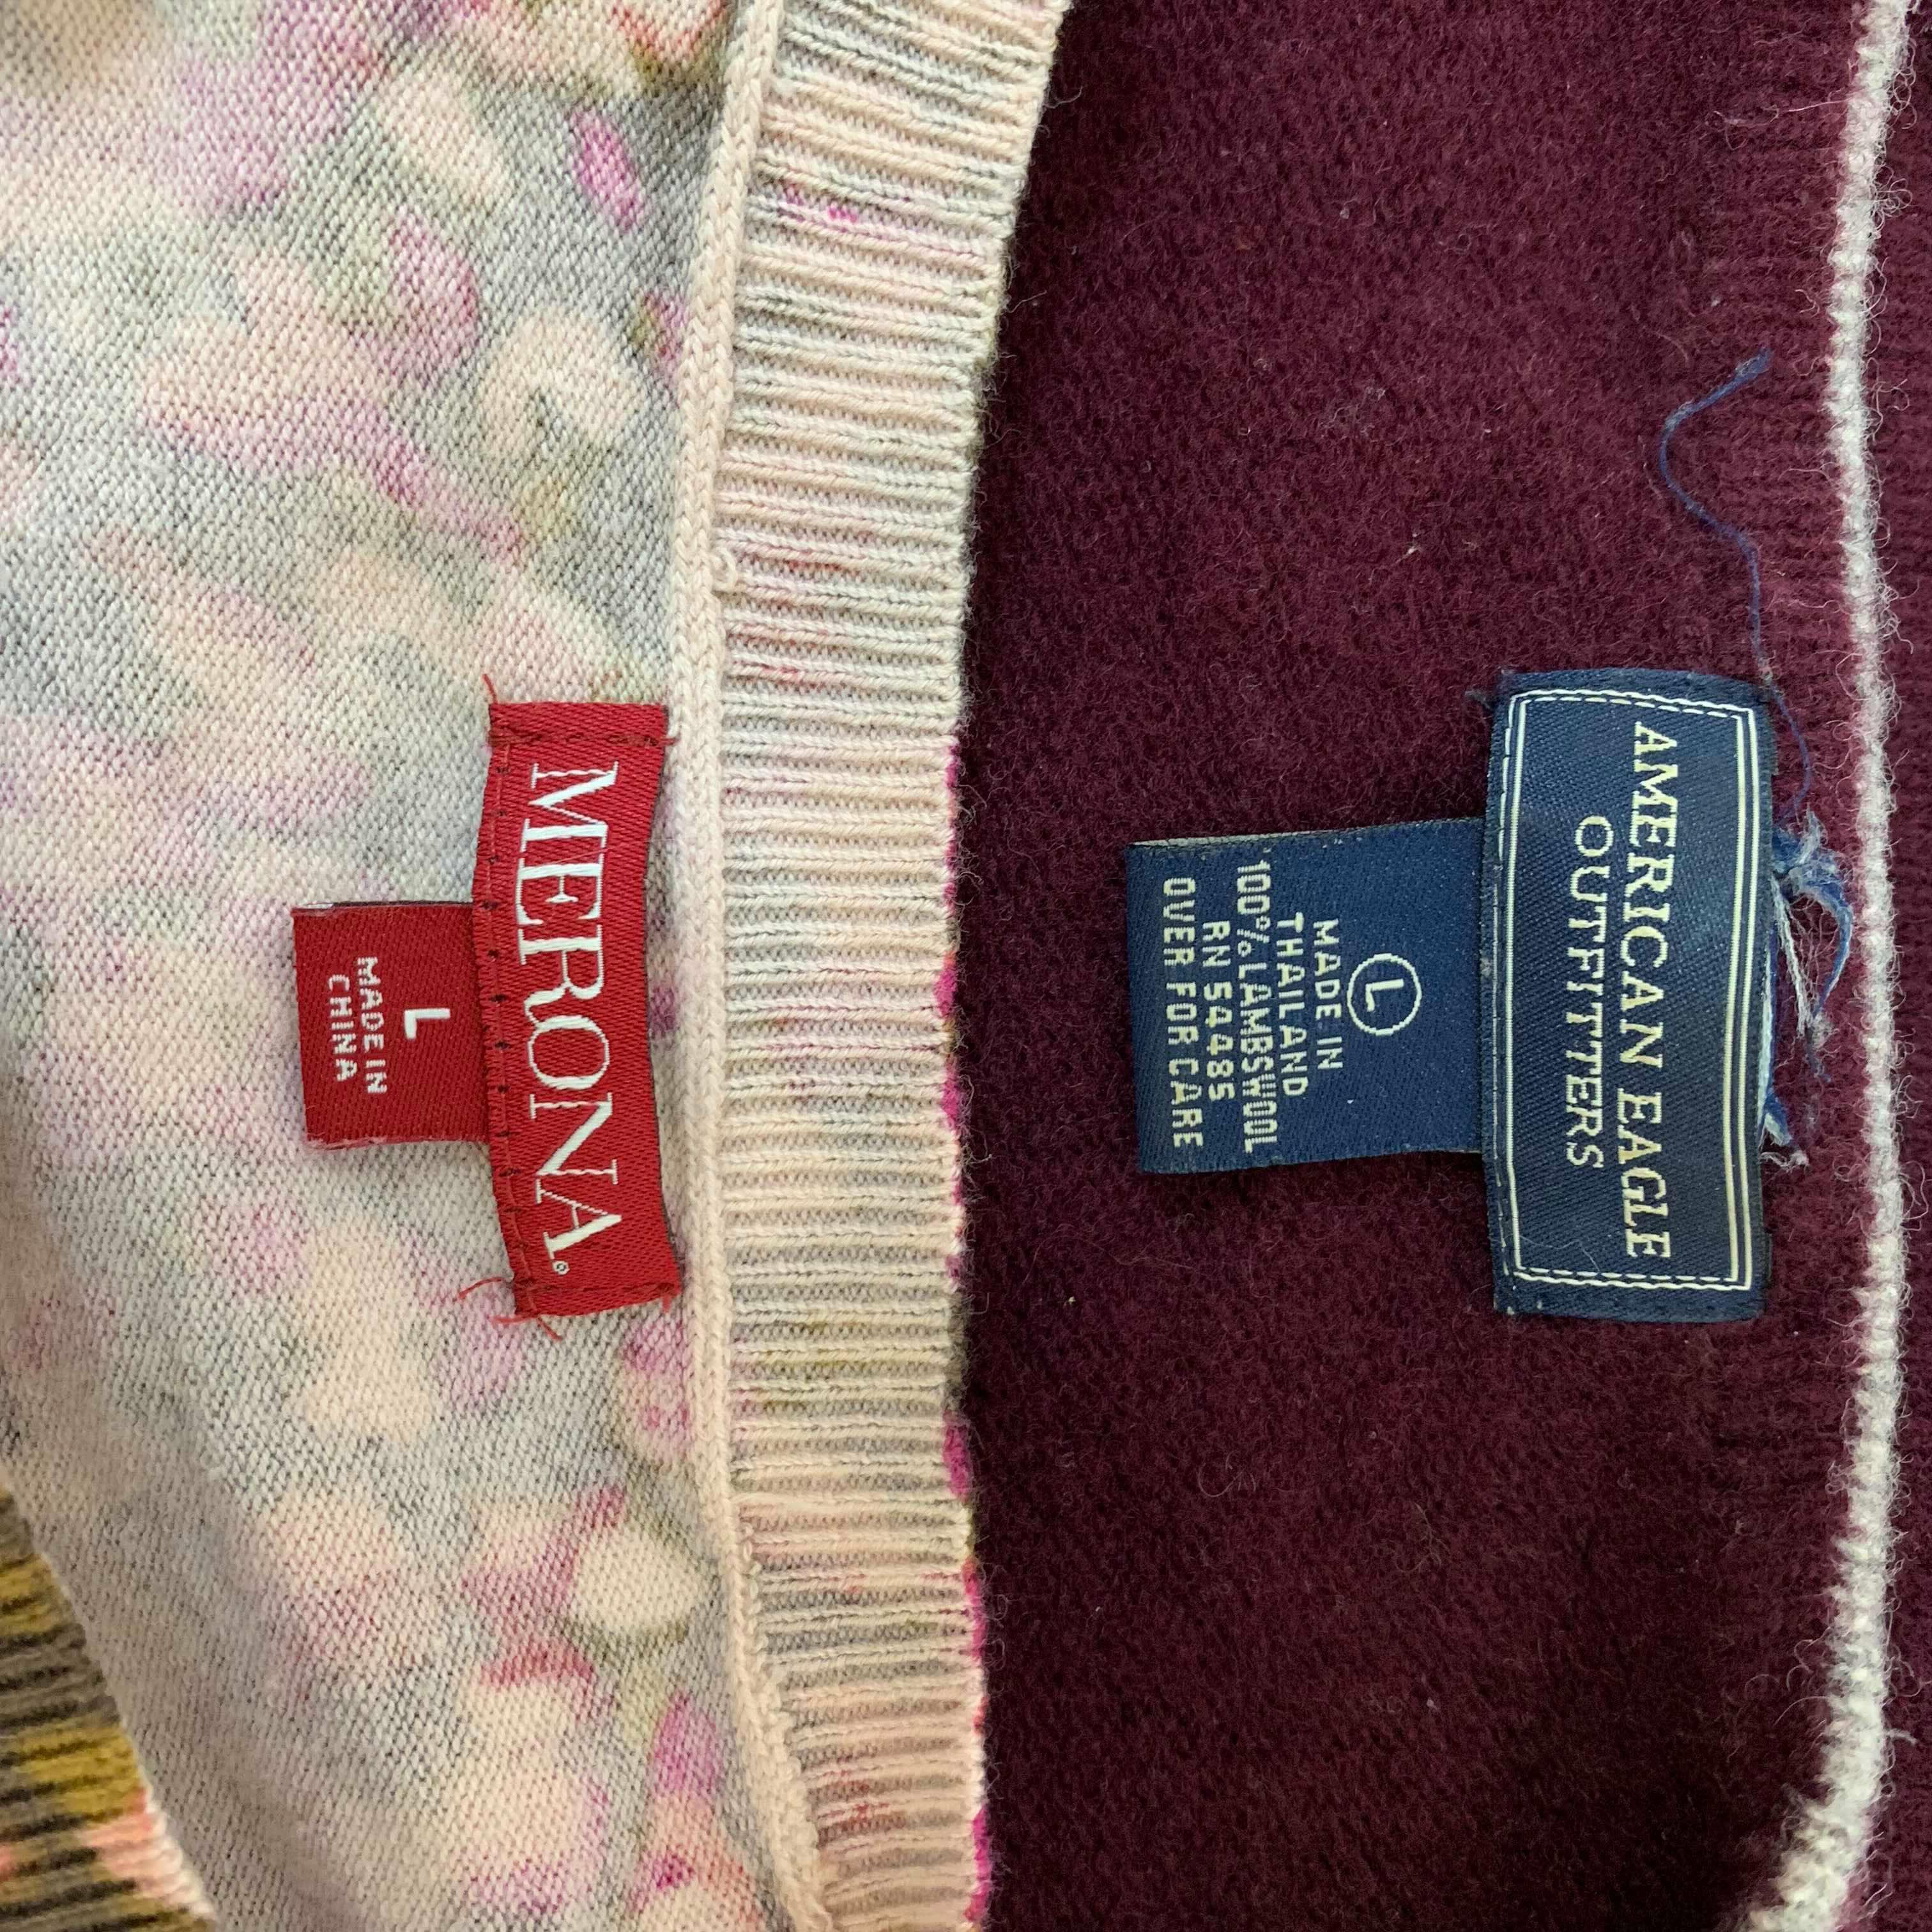 MERONA®
L
MADE IN
CHINA
AMERICAN EAGLE
OUTFITTERS
L
MADE IN
THAILAND
100% LAMBSWOOL
RN 54485
OVER FOR CARE